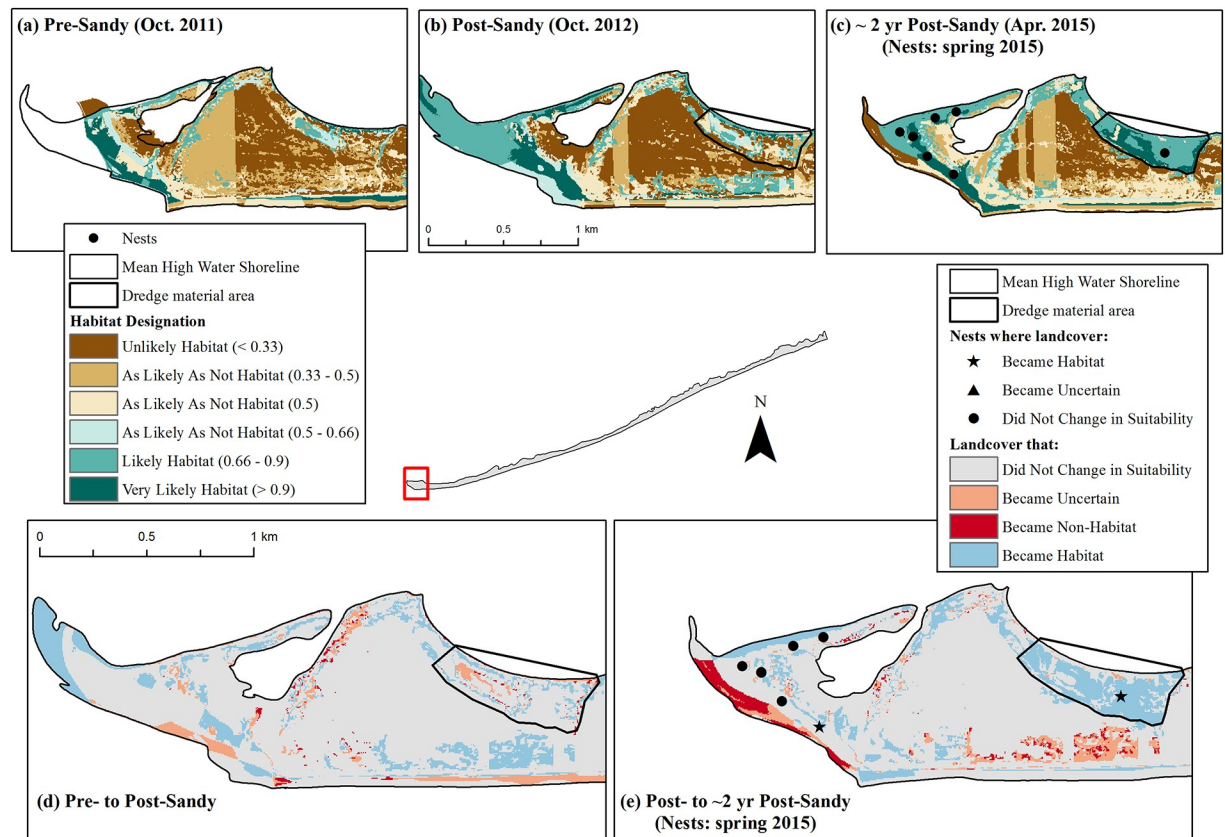 (a) Pre-Sandy (Oct. 2011)
(b) Post-Sandy (Oct. 2012)
(c) ~ 2 yr Post-Sandy (Apr. 2015)
(Nests: spring 2015)
0 0.5 1 km
Nests
Mean High Water Shoreline
Dredge material area
Habitat Designation
Unlikely Habitat (< 0.33)
As Likely As Not Habitat (0.33 - 0.5)
As Likely As Not Habitat (0.5)
As Likely As Not Habitat (0.5 - 0.66)
Likely Habitat (0.66 - 0.9)
Very Likely Habitat (> 0.9)
N
Mean High Water Shoreline
Dredge material area
Nests where landcover:
Became Habitat
Became Uncertain
Did Not Change in Suitability
Landcover that:
Did Not Change in Suitability
Became Uncertain
Became Non-Habitat
Became Habitat
0 0.5 1 km
(d) Pre- to Post-Sandy
(e) Post- to ~2 yr Post-Sandy
(Nests: spring 2015)